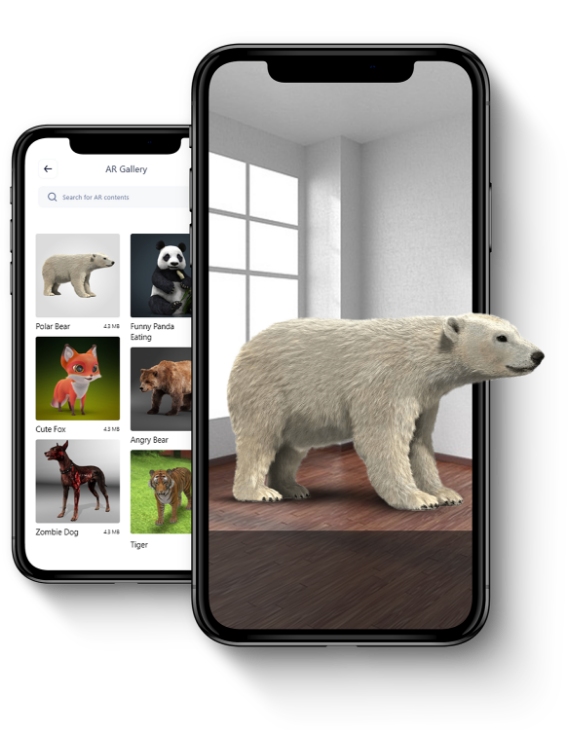 AR Gallery
Search for AR contents
Polar Bear
4.3 MB
Funny Panda
Eating
Cute Fox
4.3 MB
Angry Bear
Zombie Dog
4.3 MB
Tiger